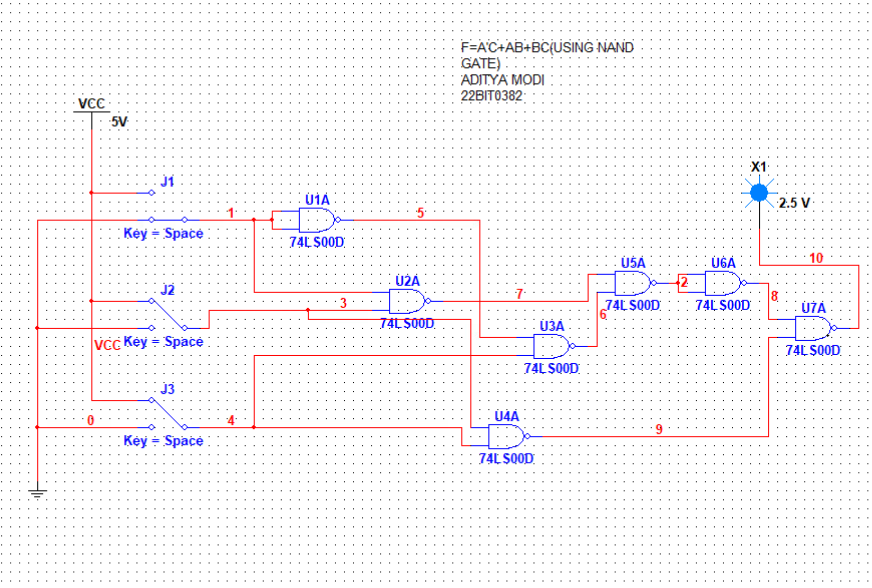 F=A'C+AB+BC(USING NAND
GATE)
ADITYA MODI
22BIT0382
VCC
5V
X1
2.5 V
J1
Key = Space
1
U1A
74LS00D
5
J2
VCC
Key = Space
3
U2A
74LS00D
7
U5A
74LS00D
2
U6A
74LS00D
10
8
6
U3A
74LS00D
U7A
74LS00D
J3
0
Key = Space
4
U4A
74LS00D
9